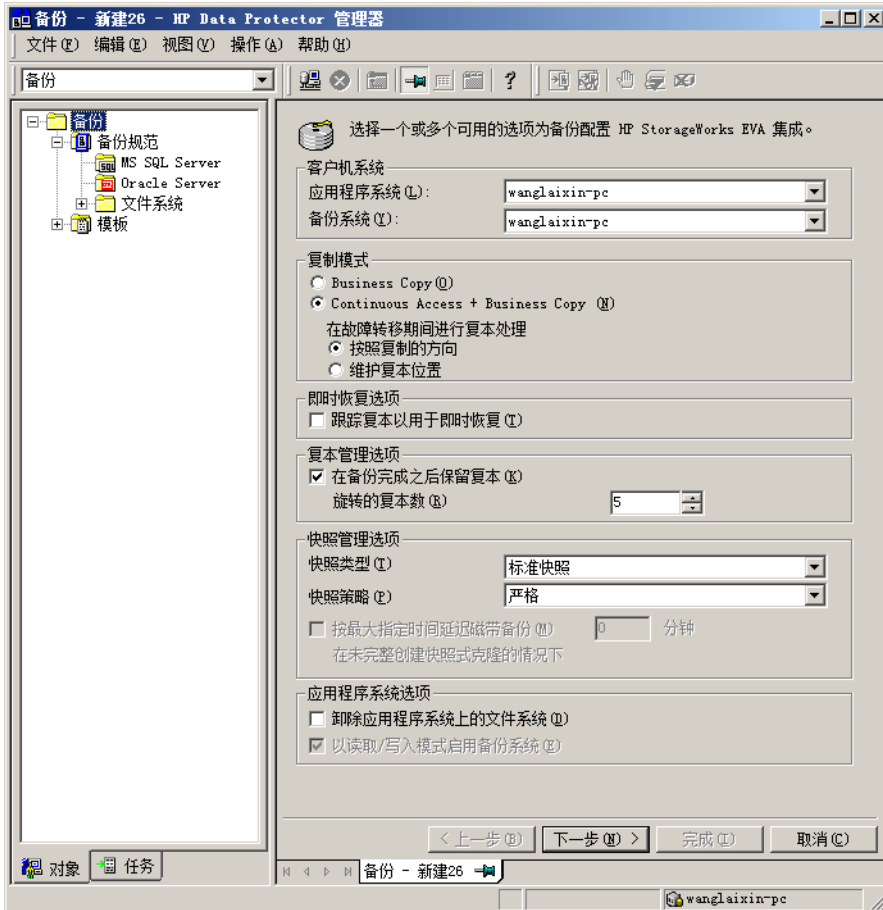 备份 - 新建26 - HP Data Protector 管理器
文件(F) 编辑(E) 视图(V) 操作(A) 帮助(H)
备份
备份
备份规范
MS SQL Server
Oracle Server
文件系统
模板
选择一个或多个可用的选项为备份配置 HP StorageWorks EVA 集成。
客户机系统
应用程序系统(L): wanglaixin-pc
备份系统(Y): wanglaixin-pc
复制模式
Business Copy(O)
Continuous Access + Business Copy (N)
在故障转移期间进行复本处理
按照复制的方向
维护复本位置
即时恢复选项
跟踪复本以用于即时恢复(T)
复本管理选项
在备份完成之后保留复本(K)
旋转的复本数(R) 5
快照管理选项
快照类型(T) 标准快照
快照策略(P) 严格
按最大指定时间延迟磁带备份(M) 0 分钟
在未完整创建快照式克隆的情况下
应用程序系统选项
卸除应用程序系统上的文件系统(D)
以读取/写入模式启用备份系统(E)
< 上一步(B) 下一步(N) > 完成(I) 取消(C)
对象 任务
备份 - 新建26
wanglaixin-pc